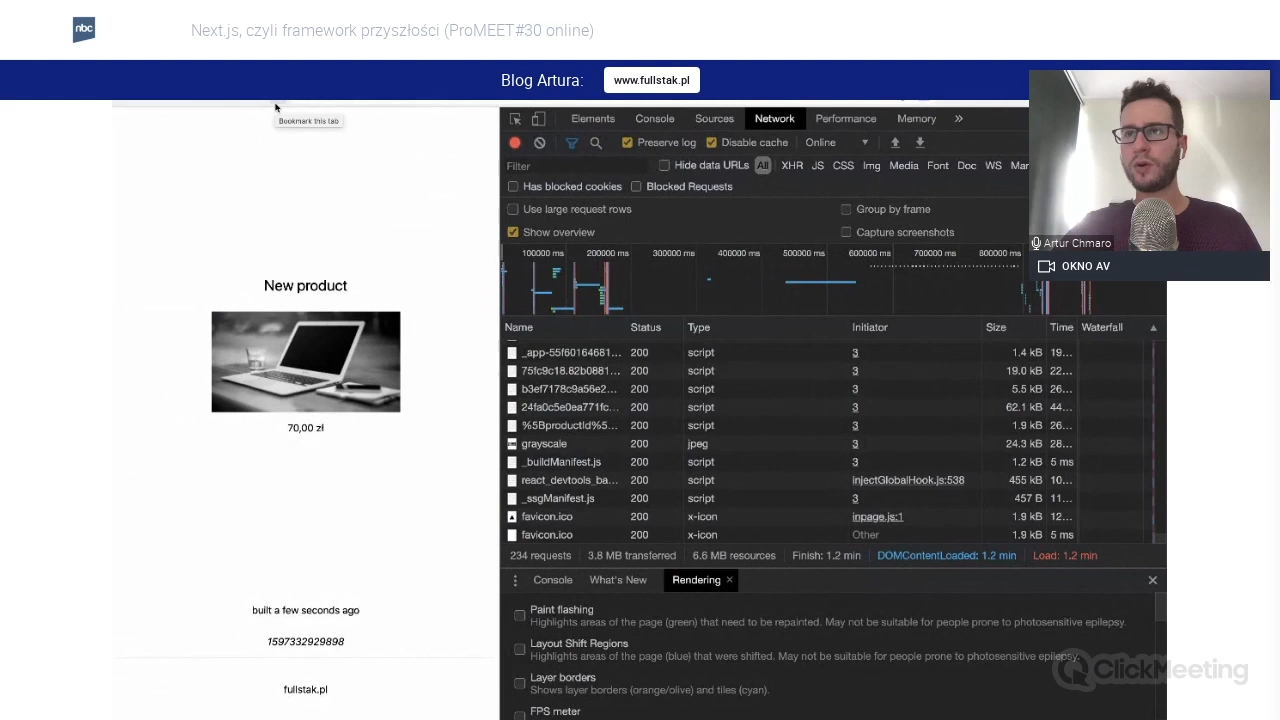 nbc
Next.js, czyli framework przyszłości (ProMEET#30 online)
Blog Artura: www.fullstak.pl
Bookmark this tab
Elements Console Sources Network Performance Memory »
Preserve log Disable cache Online
Filter Hide data URLs All XHR JS CSS Img Media Font Doc WS Mar
Has blocked cookies Blocked Requests
Use large request rows Group by frame
Show overview Capture screenshots
100000 ms 200000 ms 300000 ms 400000 ms 500000 ms 600000 ms 700000 ms 800000 ms
Artur Chmaro
OKNO AV
New product
70,00 zł
built a few seconds ago
1597332929898
fullstak.pl
Name Status Type Initiator Size Time Waterfall
_app-55f60164681... 200 script 3 1.4 kB 19...
75fc9c18.82b0881... 200 script 3 19.0 kB 22...
b3ef7178c9a56e2... 200 script 3 5.5 kB 26...
24fa0c5e0ea771fc... 200 script 3 62.1 kB 44...
%5BproductId%5... 200 script 3 1.9 kB 26...
grayscale 200 jpeg 3 24.3 kB 28...
_buildManifest.js 200 script 3 1.2 kB 5 ms
react_devtools_ba... 200 script injectGlobalHook.js:538 455 kB 10...
_ssgManifest.js 200 script 3 457 B 11...
favicon.ico 200 x-icon inpage.js:1 1.9 kB 12...
favicon.ico 200 x-icon Other 1.9 kB 5 ms
234 requests 3.8 MB transferred 6.6 MB resources Finish: 1.2 min DOMContentLoaded: 1.2 min Load: 1.2 min
Console What's New Rendering ×
Paint flashing
Highlights areas of the page (green) that need to be repainted. May not be suitable for people prone to photosensitive epilepsy.
Layout Shift Regions
Highlights areas of the page (blue) that were shifted. May not be suitable for people prone to photosensitive epilepsy.
Layer borders
Shows layer borders (orange/olive) and tiles (cyan).
FPS meter
ClickMeeting